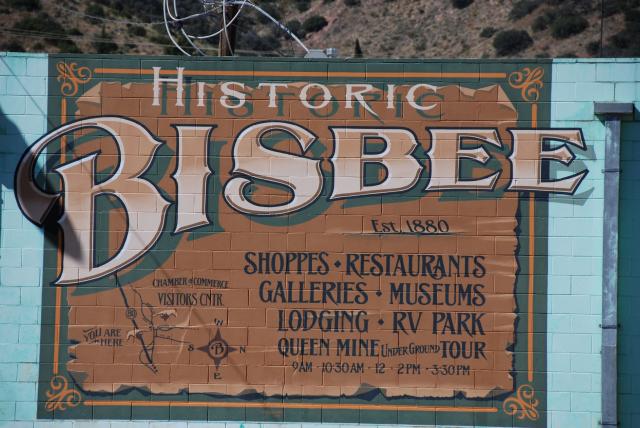 HISTORIC
BISBEE
EST. 1880
SHOPPES • RESTAURANTS
GALLERIES • MUSEUMS
LODGING • RV PARK
QUEEN MINE UNDERGROUND TOUR
9AM - 10:30AM - 12 - 2PM - 3:30PM
CHAMBER OF COMMERCE
VISITORS CNTR.
YOU ARE
HERE
W
S B N
E